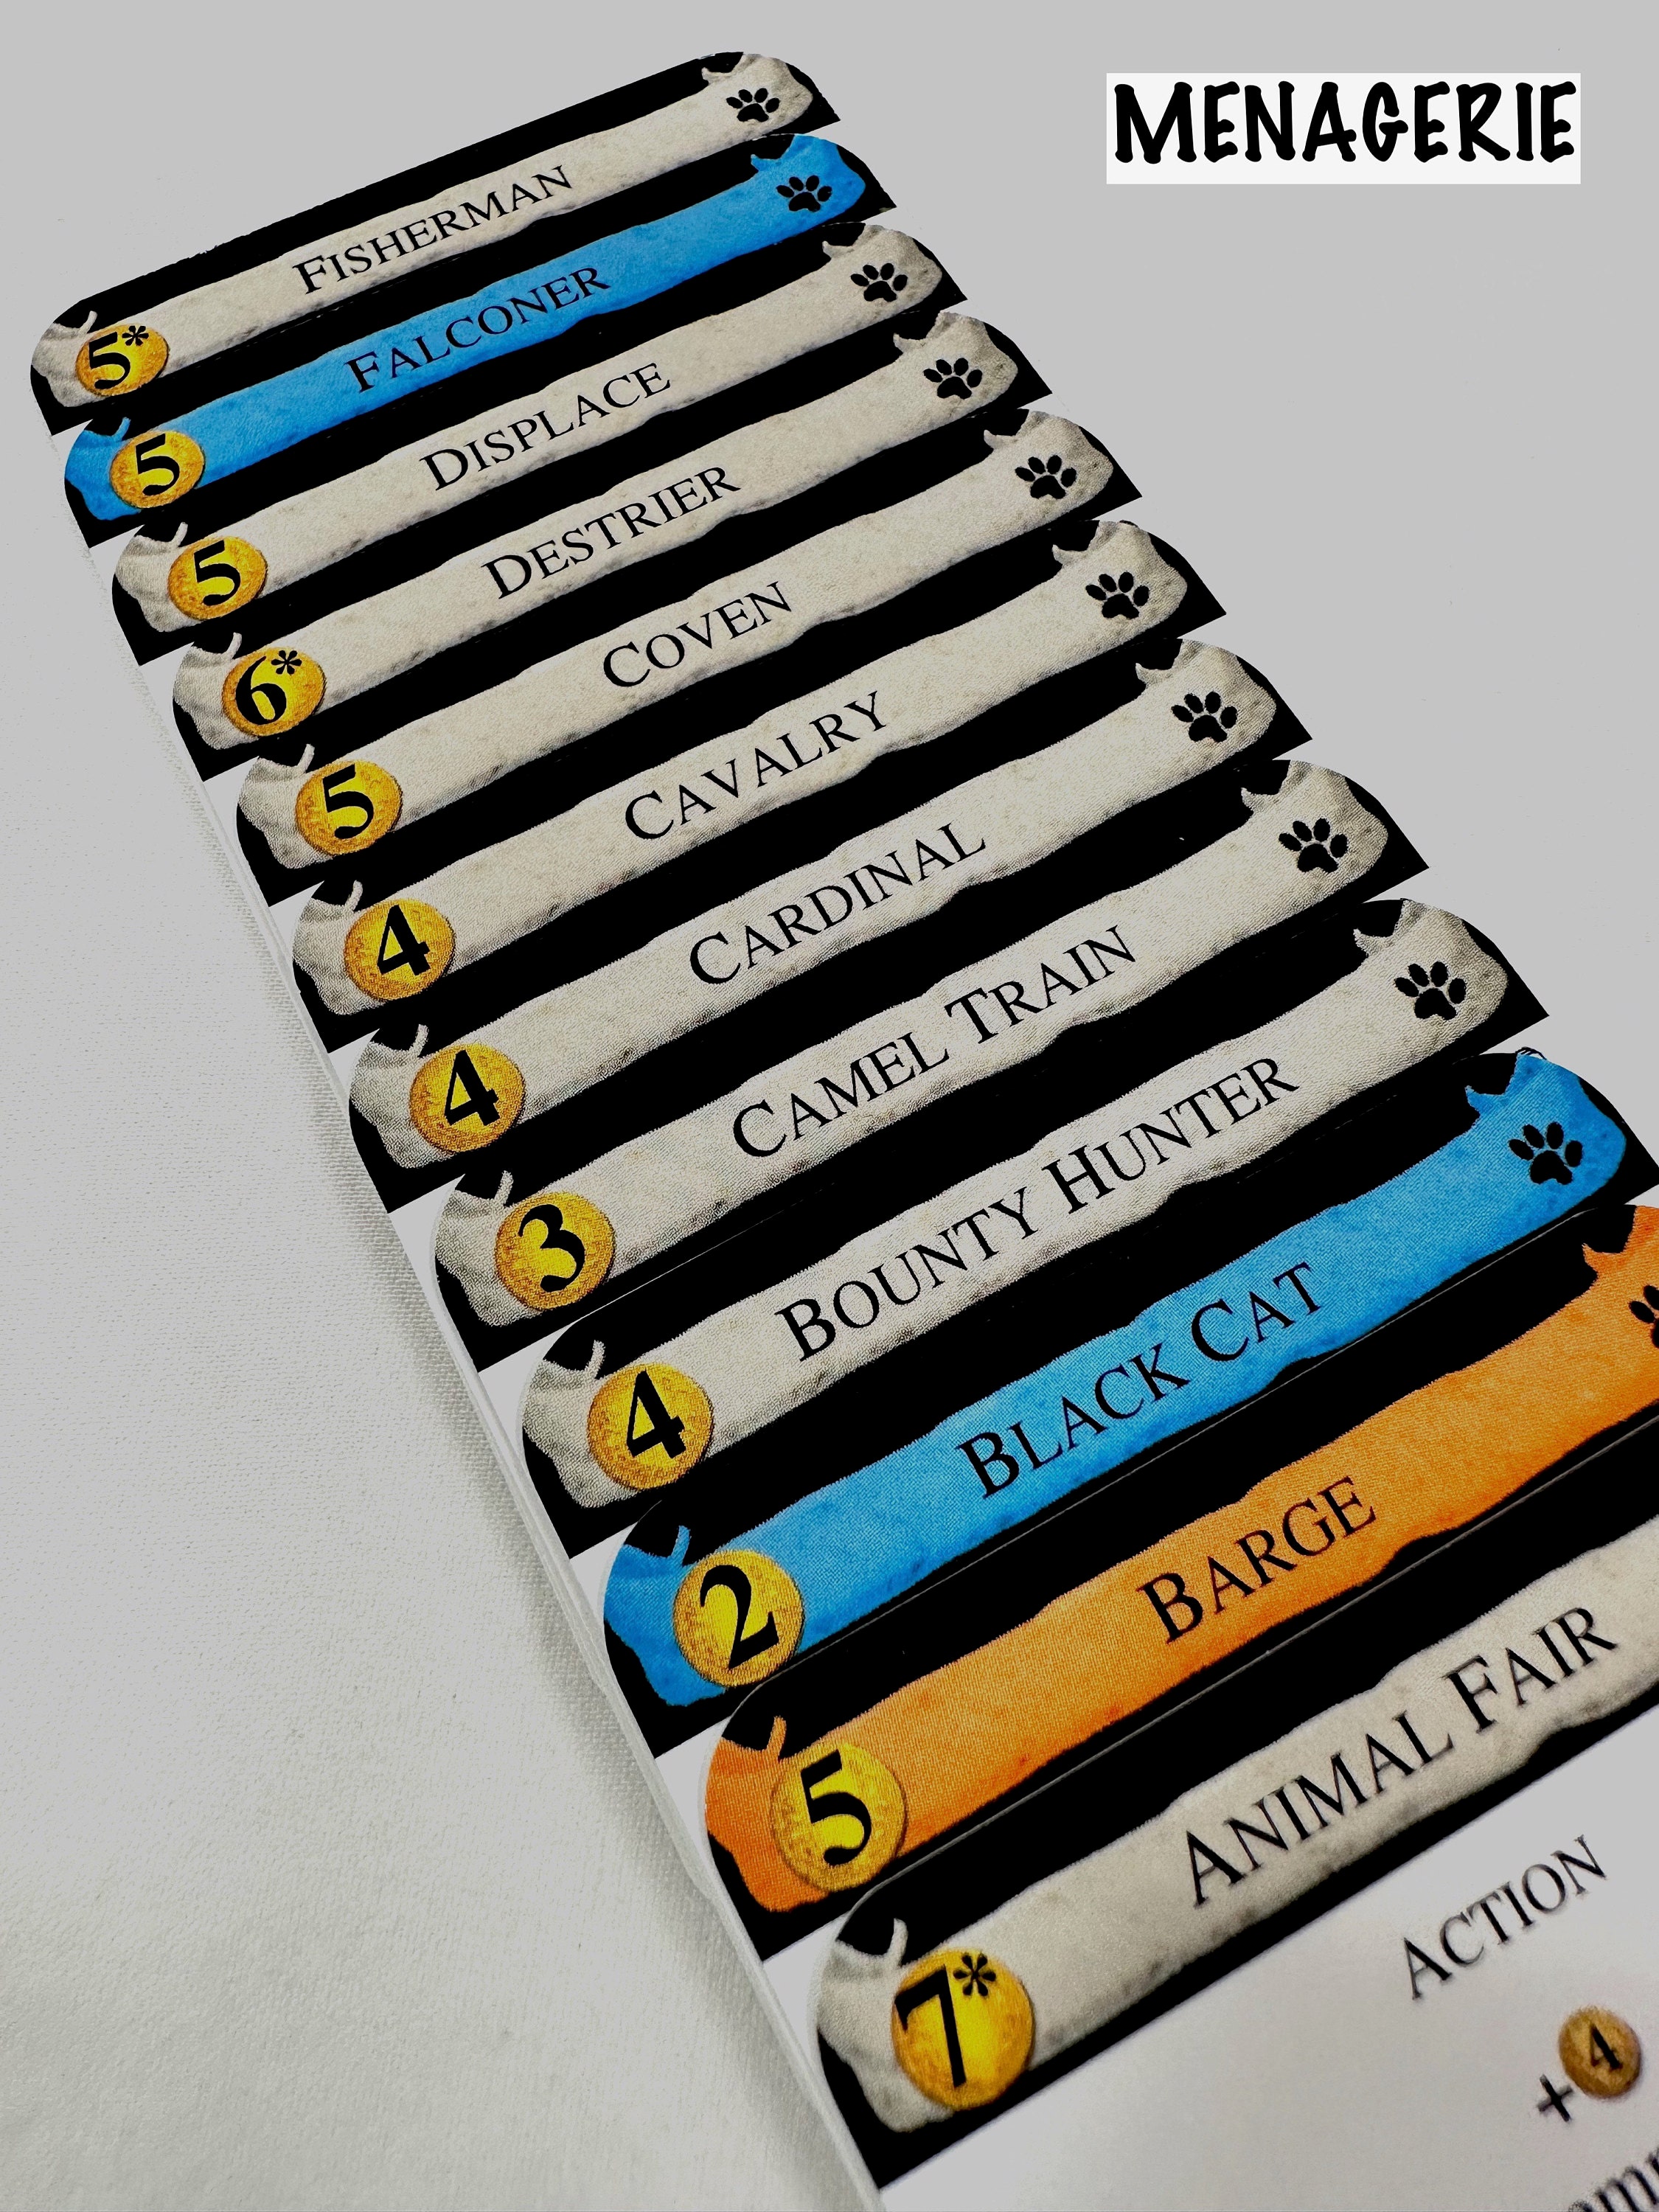 MENAGERIE
FISHERMAN
5*
FALCONER
5
DISPLACE
5
DESTRIER
6*
COVEN
5
CAVALRY
4
CARDINAL
4
CAMEL TRAIN
3
BOUNTY HUNTER
4
BLACK CAT
2
BARGE
5
ANIMAL FAIR
7*
ACTION
+4